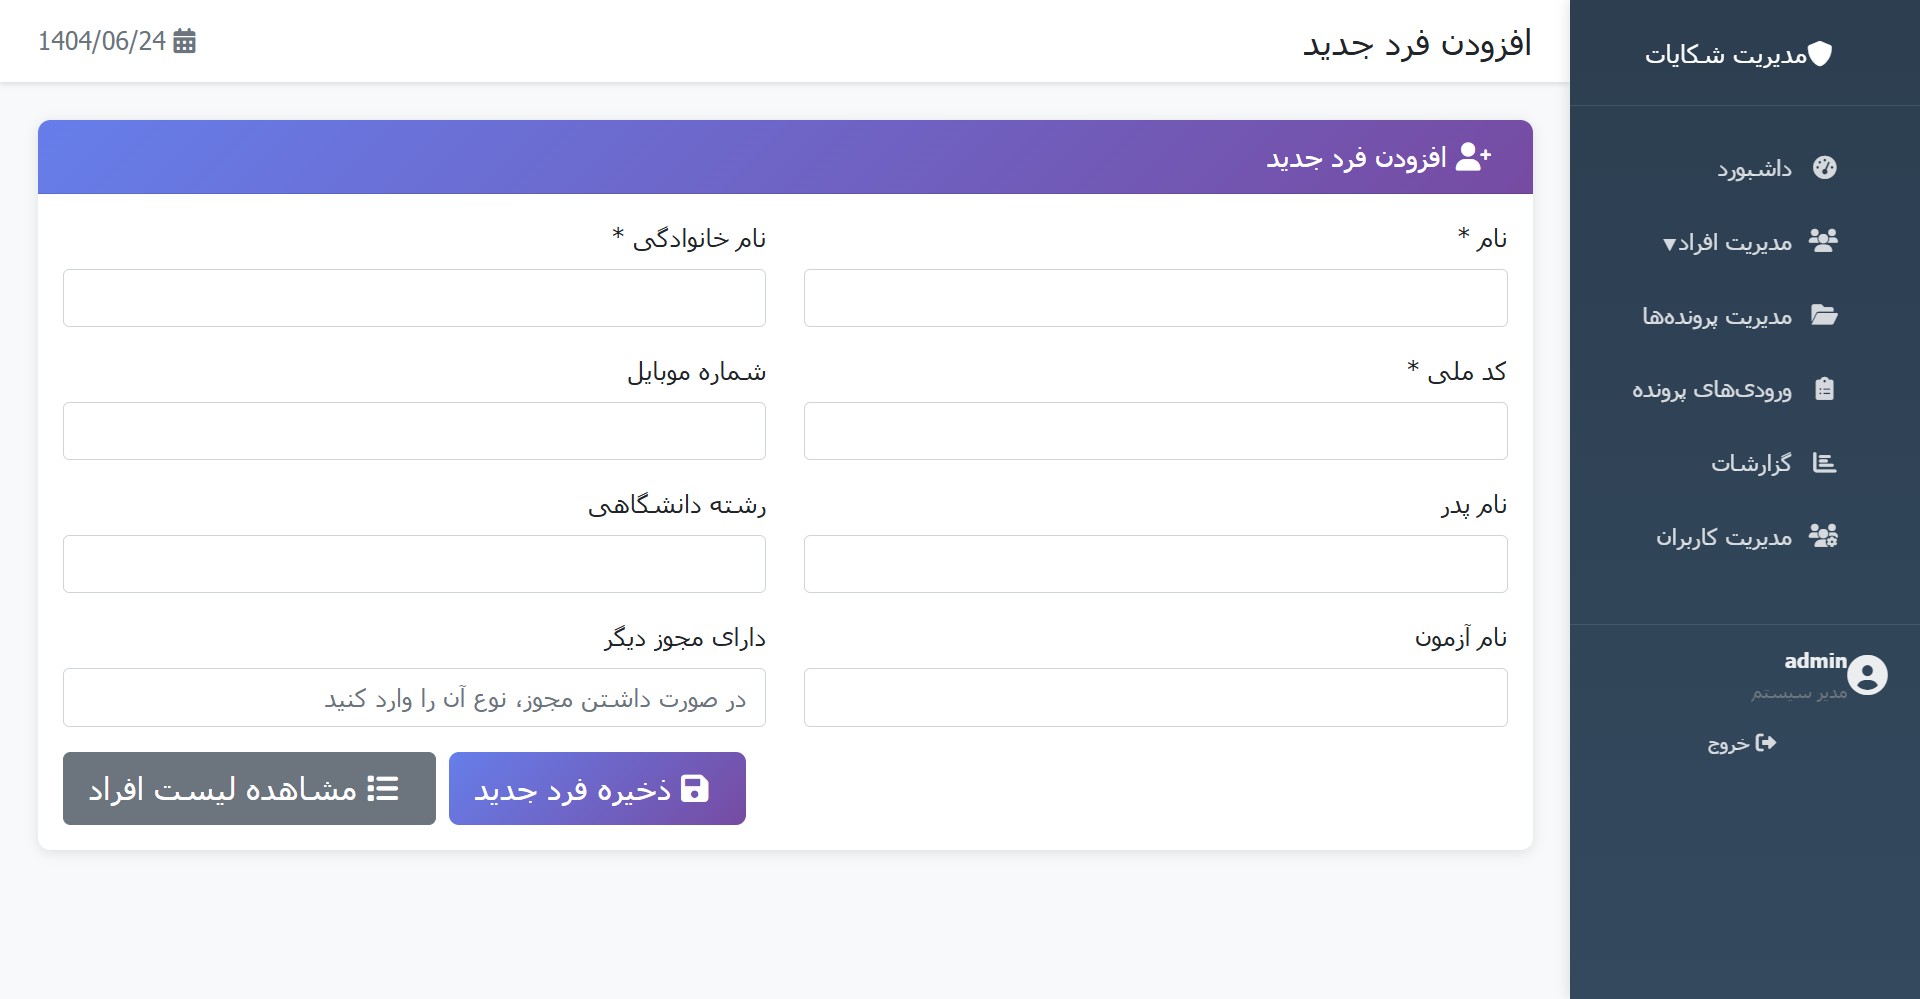 مدیریت شکایات
داشبورد
مدیریت افراد ▼
مدیریت پرونده‌ها
ورودی‌های پرونده
گزارشات
مدیریت کاربران
admin
مدیر سیستم
خروج
افزودن فرد جدید
1404/06/24
افزودن فرد جدید
نام *
نام خانوادگی *
کد ملی *
شماره موبایل
نام پدر
رشته دانشگاهی
نام آزمون
دارای مجوز دیگر
در صورت داشتن مجوز، نوع آن را وارد کنید
ذخیره فرد جدید
مشاهده لیست افراد